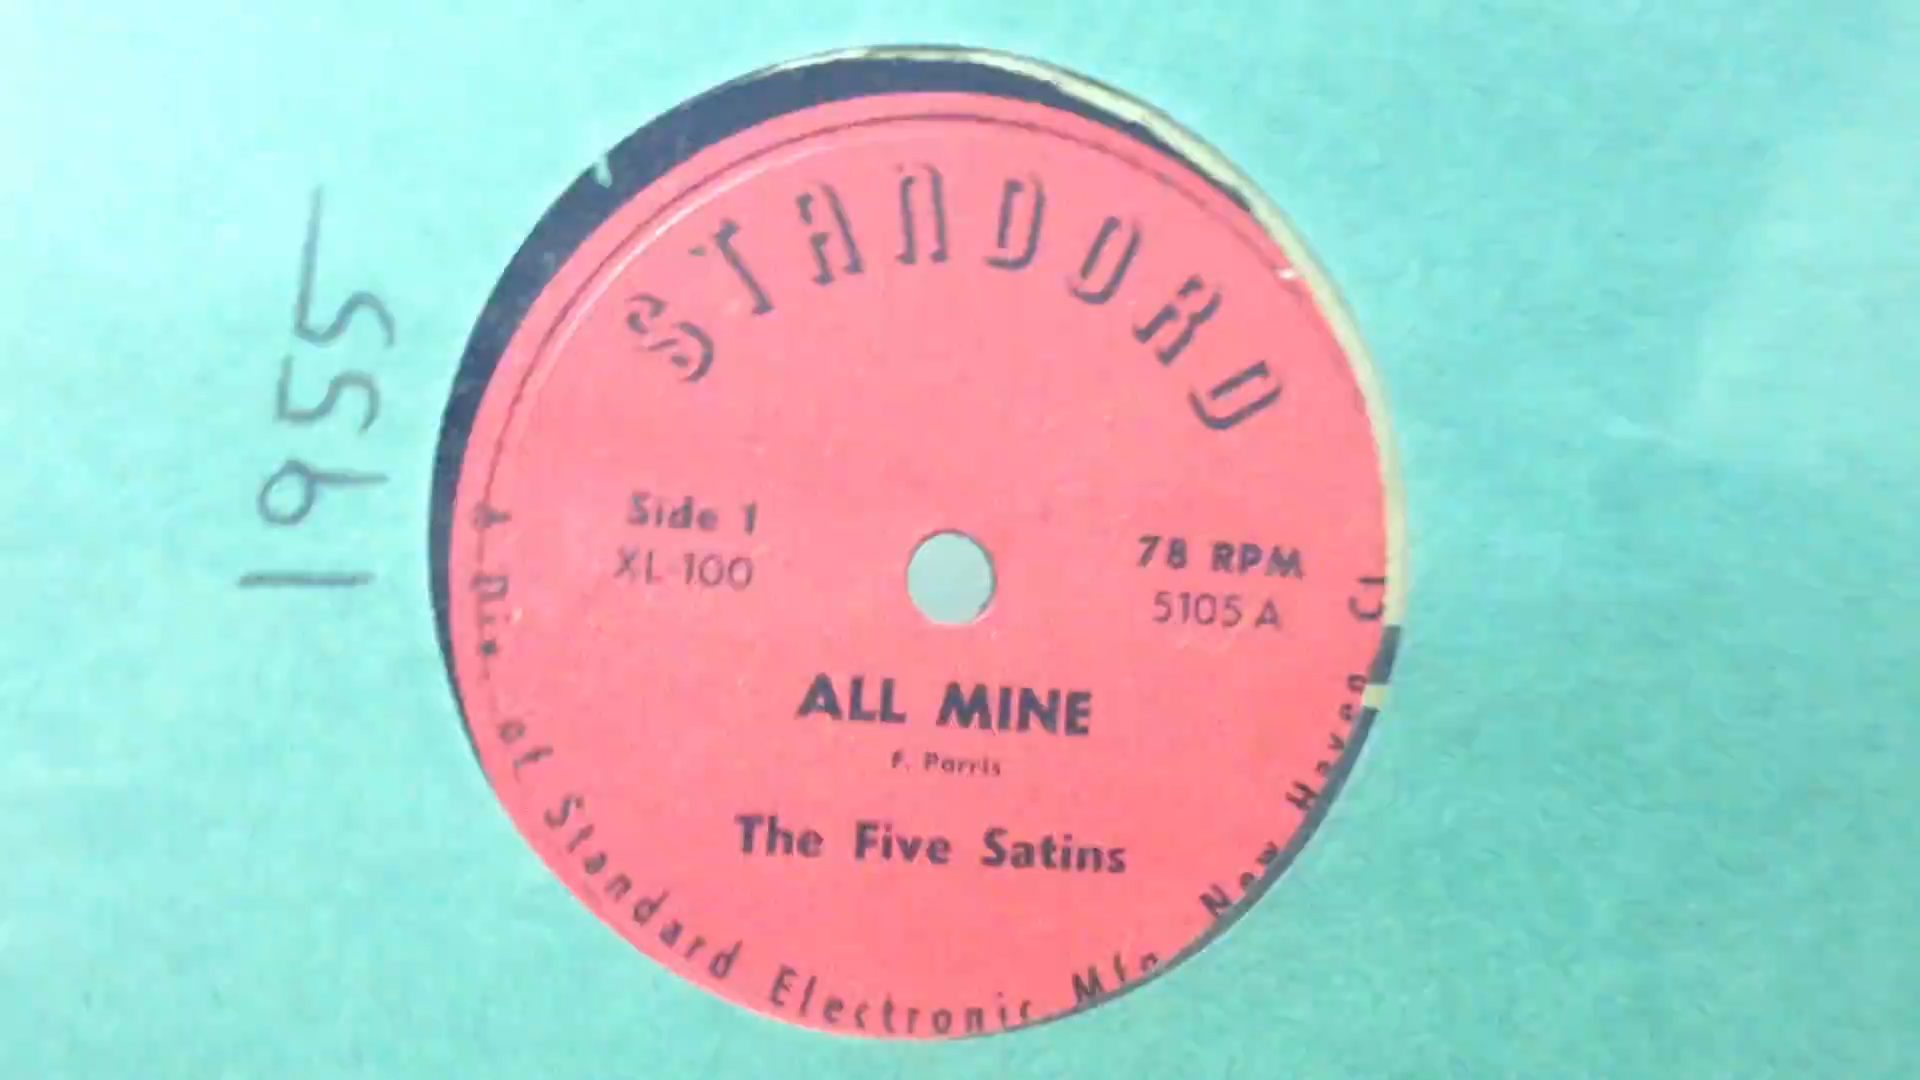 1955
STANDORD
Side 1
XL-100
78 RPM
5105 A
ALL MINE
F. Parris
The Five Satins
A Div. of Standard Electronic Mfg. New Haven Ct